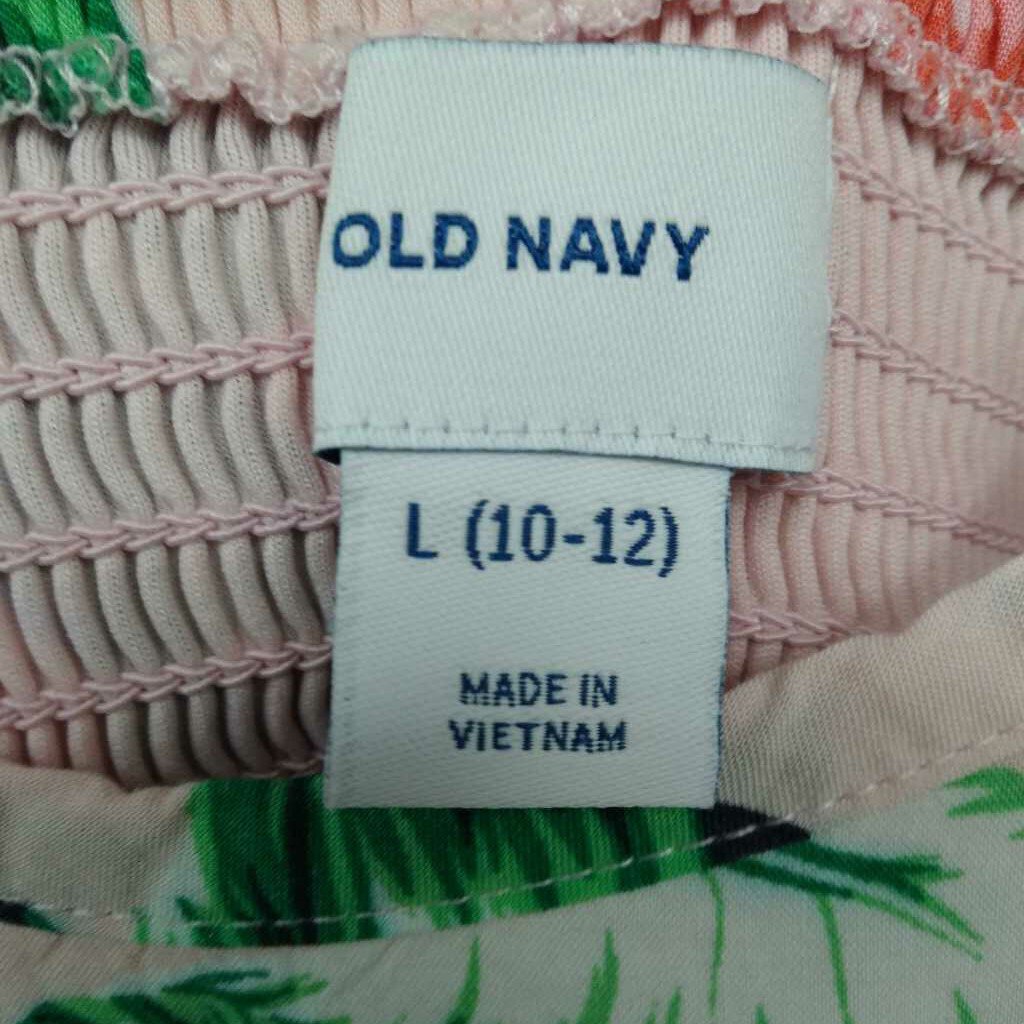 OLD NAVY
L (10-12)
MADE IN
VIETNAM